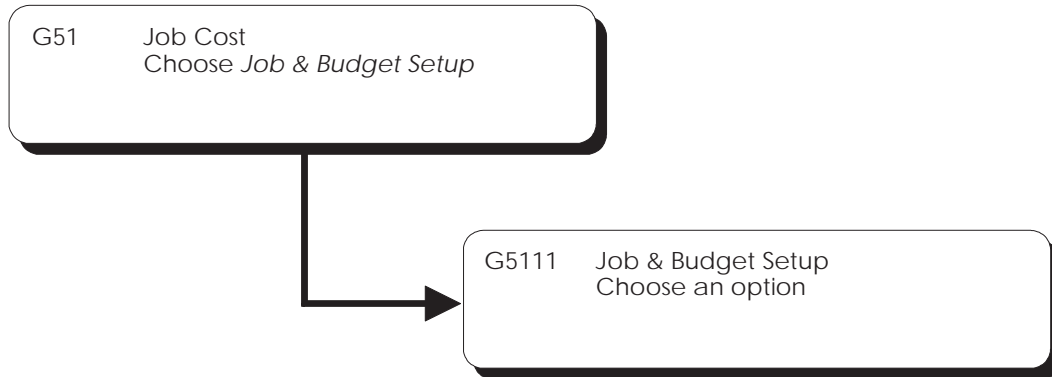 G51 Job Cost
Choose Job & Budget Setup
G5111 Job & Budget Setup
Choose an option